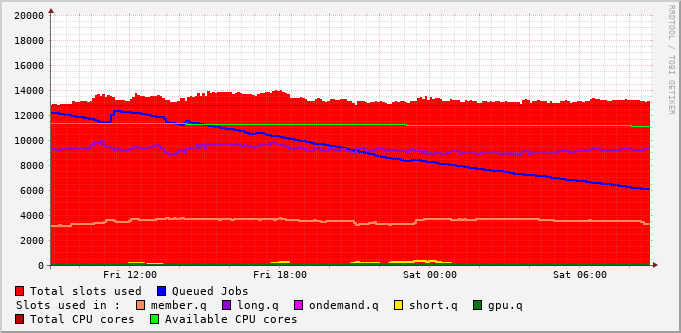 RRDTOOL / TOBI OETIKER
20000
18000
16000
14000
12000
10000
8000
6000
4000
2000
0
Fri 12:00 Fri 18:00 Sat 00:00 Sat 06:00
Total slots used Queued Jobs
Slots used in : member.q long.q ondemand.q short.q gpu.q
Total CPU cores Available CPU cores